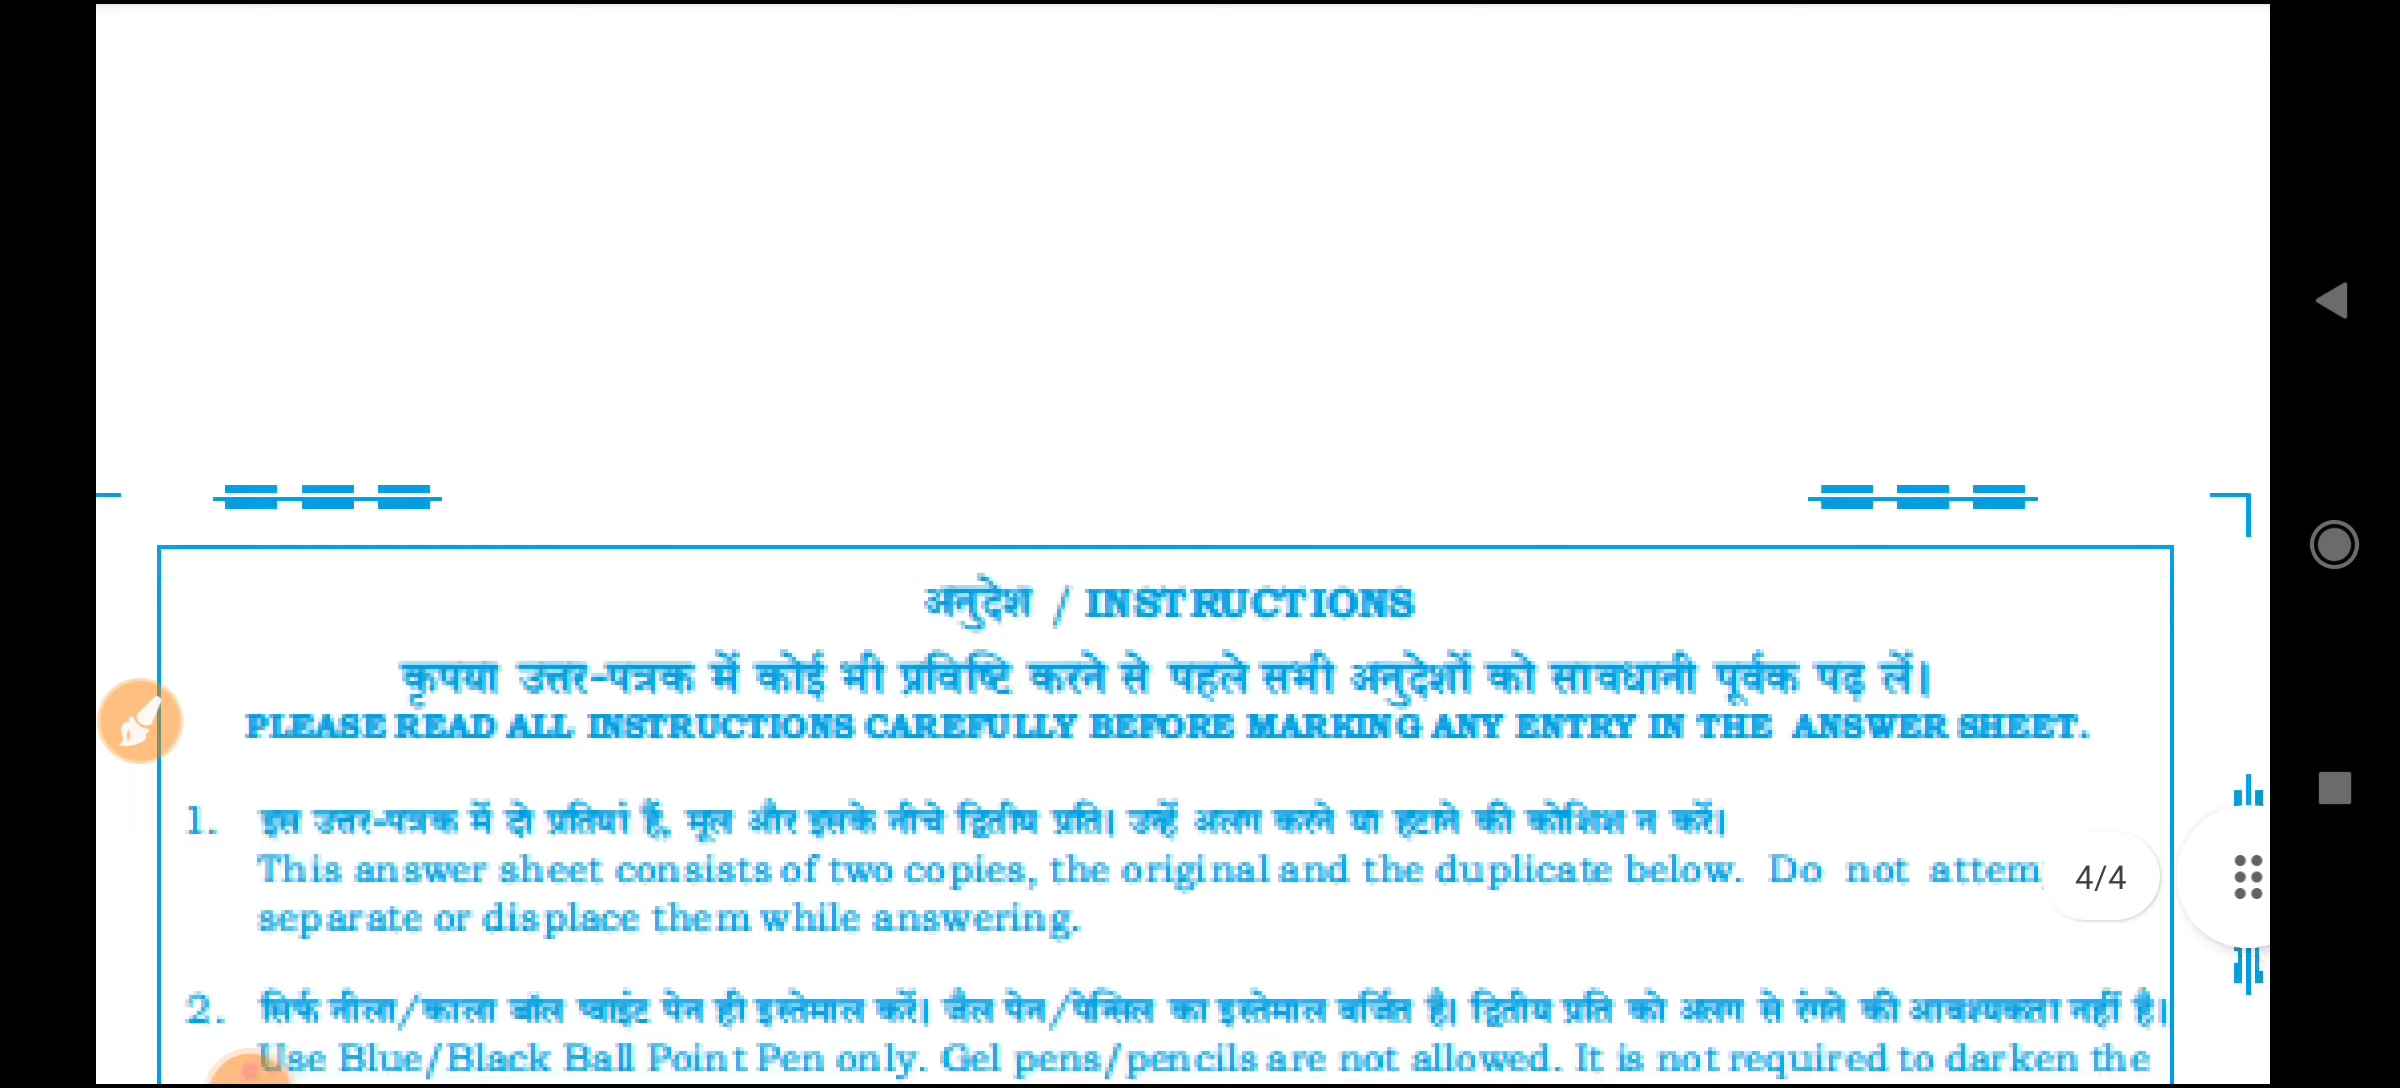 अनुदेश / INSTRUCTIONS
कृपया उत्तर-पत्रक में कोई भी प्रविष्टि करने से पहले सभी अनुदेशों को सावधानी पूर्वक पढ़ लें।
PLEASE READ ALL INSTRUCTIONS CAREFULLY BEFORE MARKING ANY ENTRY IN THE ANSWER SHEET.
1. इस उत्तर-पत्रक में दो प्रतियां हैं, मूल और इसके नीचे द्वितीय प्रति। उन्हें अलग करने या हटाने की कोशिश न करें।
This answer sheet consists of two copies, the original and the duplicate below. Do not attem
separate or displace them while answering.
4/4
2. सिर्फ नीला/काला बॉल प्वाइंट पेन ही इस्तेमाल करें। जैल पेन/पेन्सिल का इस्तेमाल वर्जित है। द्वितीय प्रति को अलग से रंगने की आवश्यकता नहीं है।
Use Blue/Black Ball Point Pen only. Gel pens/pencils are not allowed. It is not required to darken the